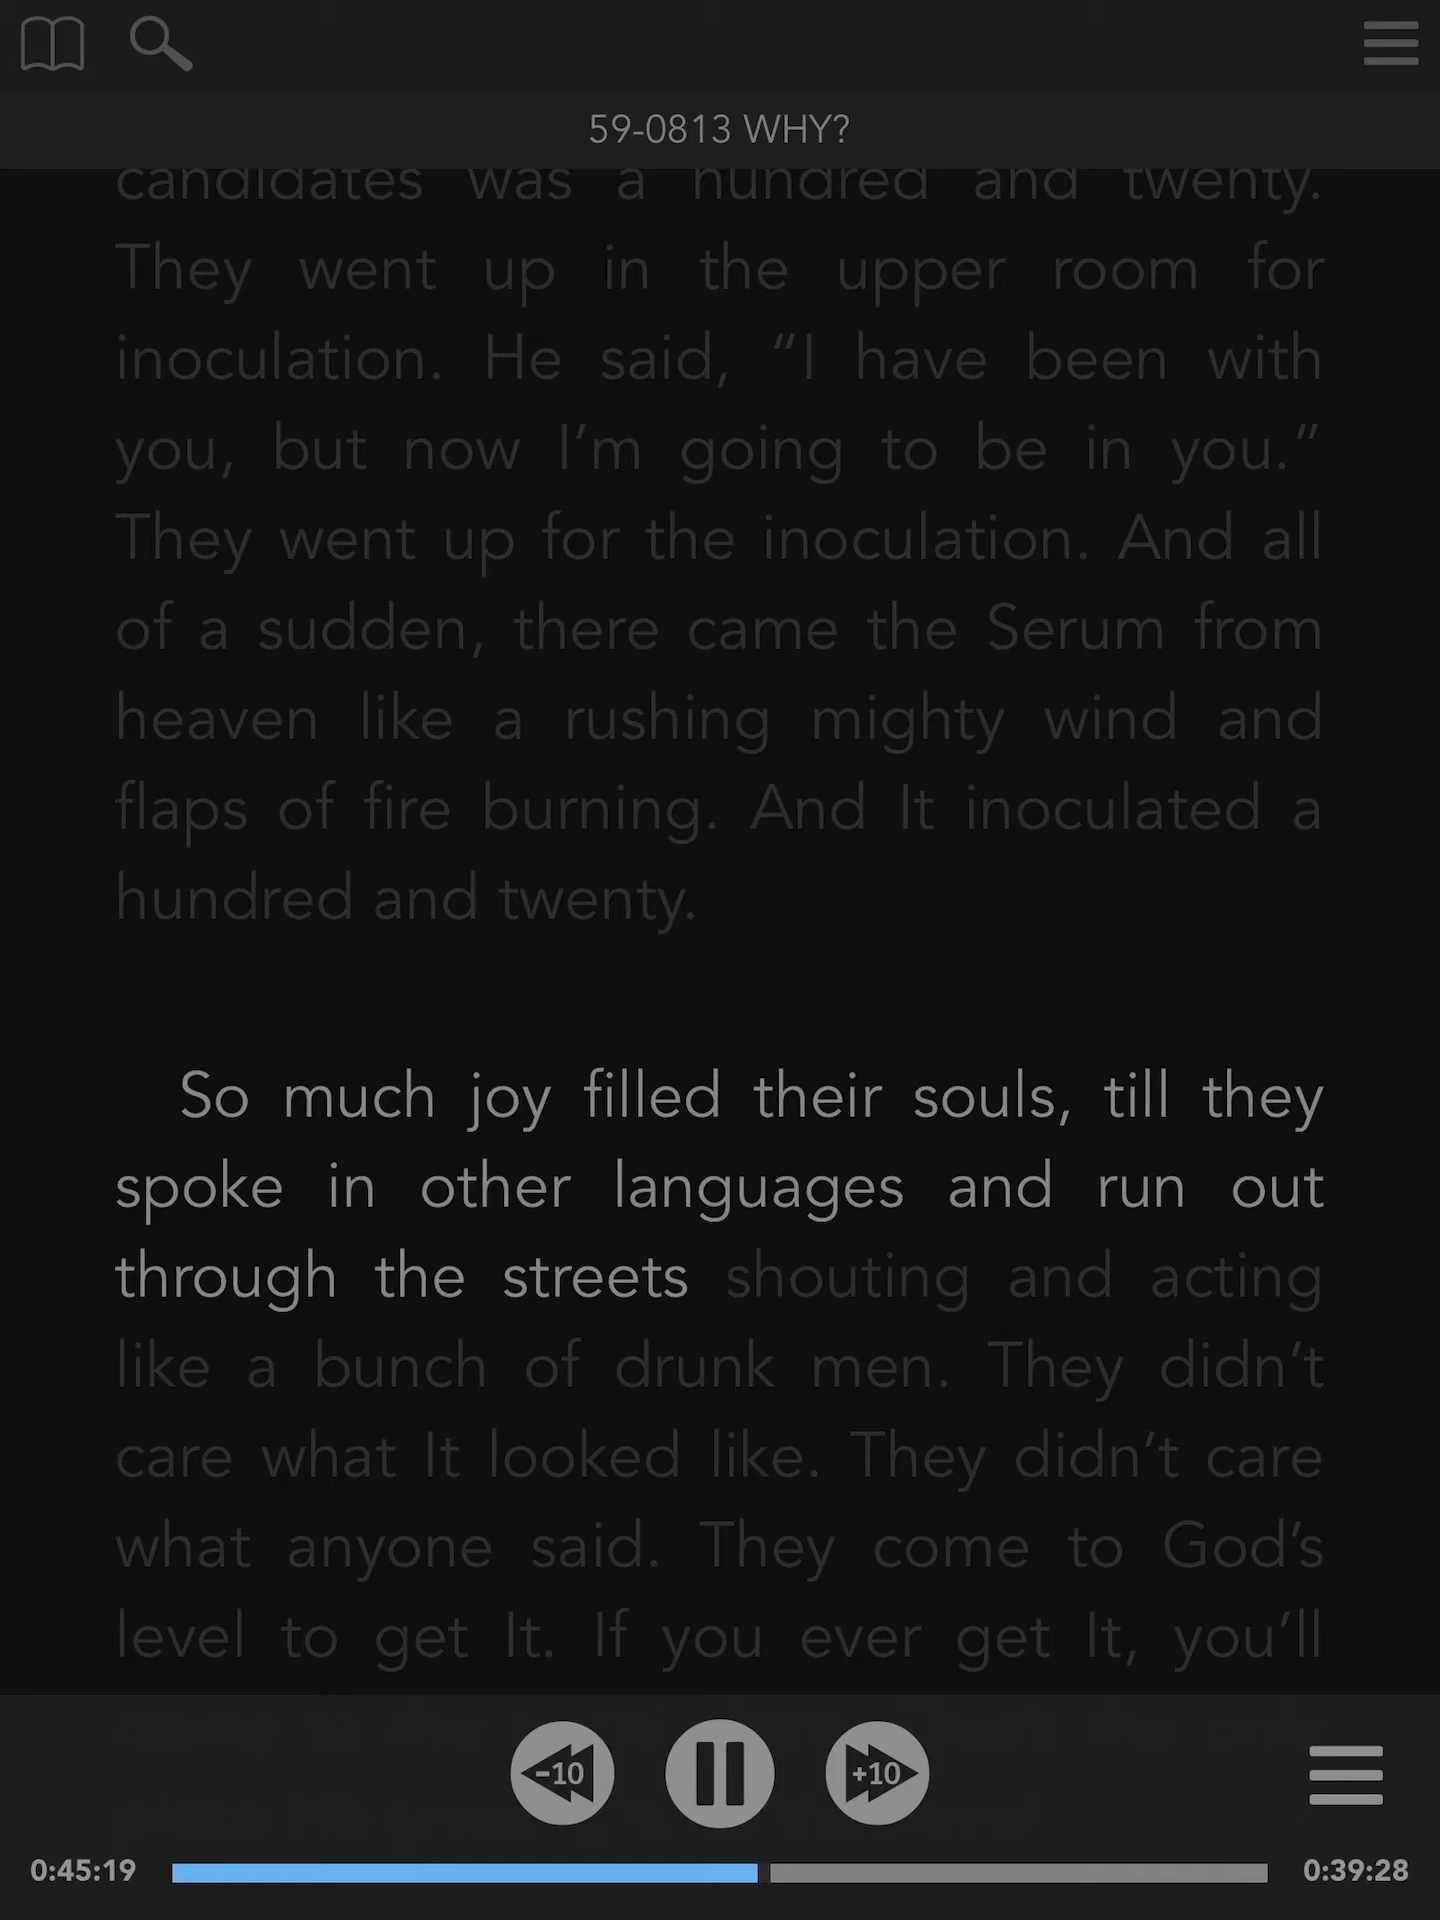 59-0813 WHY?
candidates was a hundred and twenty.
They went up in the upper room for
inoculation. He said, “I have been with
you, but now I’m going to be in you.”
They went up for the inoculation. And all
of a sudden, there came the Serum from
heaven like a rushing mighty wind and
flaps of fire burning. And It inoculated a
hundred and twenty.
So much joy filled their souls, till they
spoke in other languages and run out
through the streets shouting and acting
like a bunch of drunk men. They didn’t
care what It looked like. They didn’t care
what anyone said. They come to God’s
level to get It. If you ever get It, you’ll
-10
+10
0:45:19
0:39:28